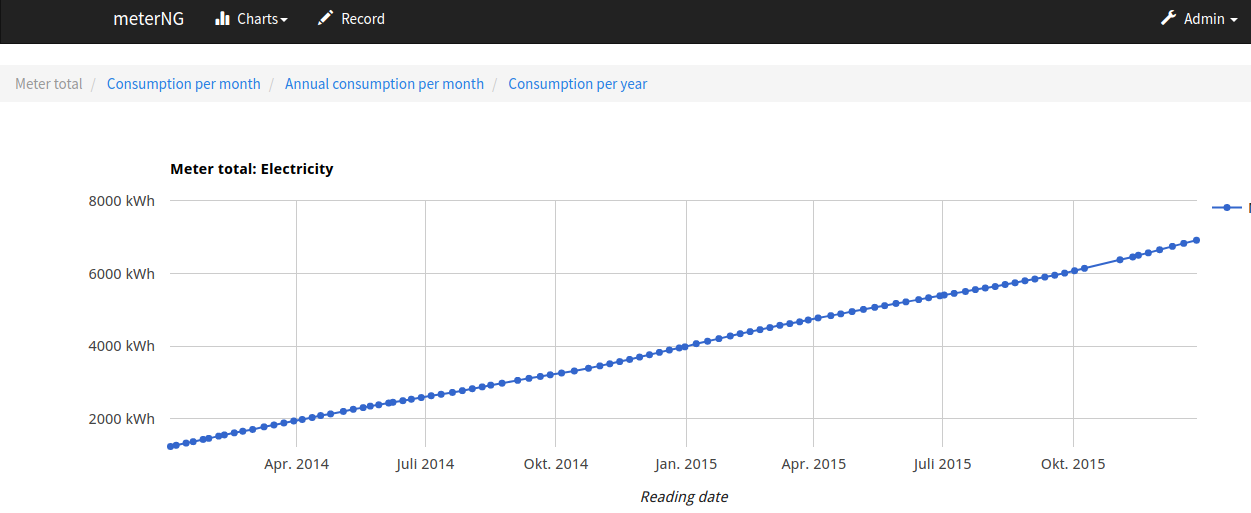 meterNG Charts Record Admin
Meter total / Consumption per month / Annual consumption per month / Consumption per year
Meter total: Electricity
8000 kWh
6000 kWh
4000 kWh
2000 kWh
Apr. 2014 Juli 2014 Okt. 2014 Jan. 2015 Apr. 2015 Juli 2015 Okt. 2015
Reading date